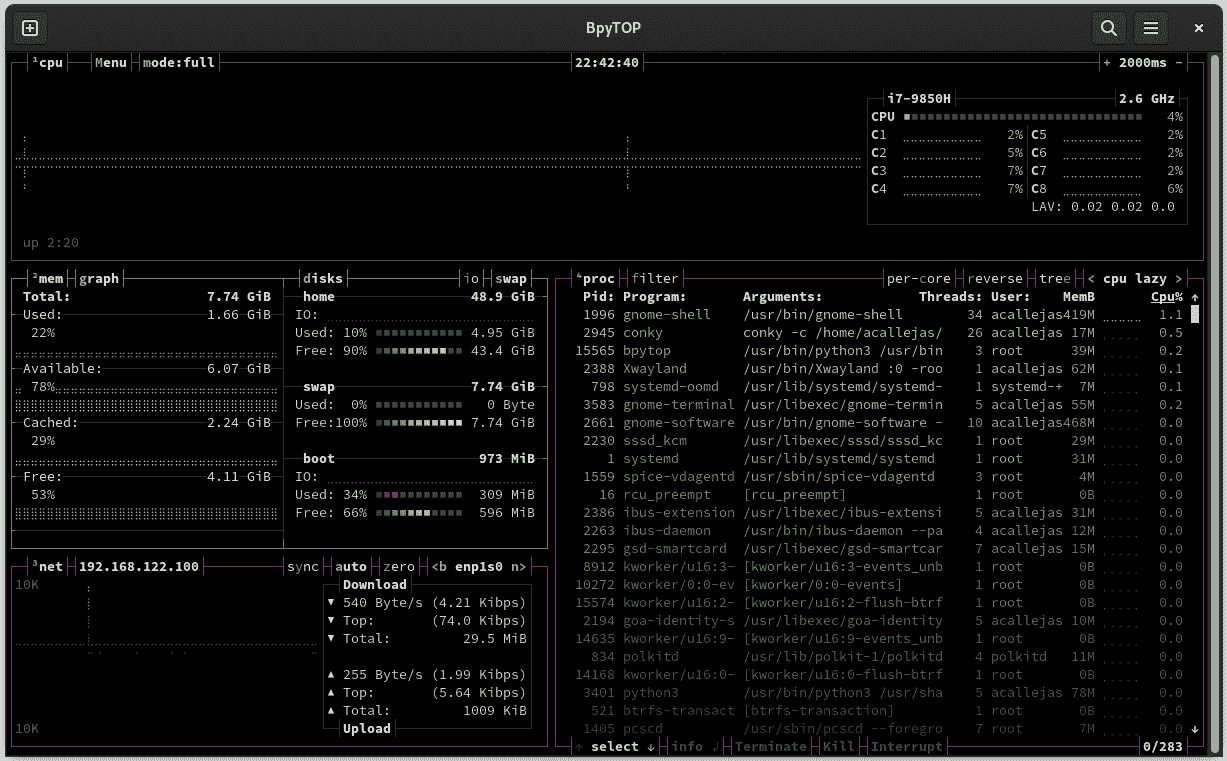 BpyTOP
¹cpu Menu mode:full 22:42:40 + 2000ms -
i7-9850H 2.6 GHz
CPU 4%
C1 2% C5 2%
C2 5% C6 2%
C3 7% C7 2%
C4 7% C8 6%
LAV: 0.02 0.02 0.0
up 2:20
²mem graph
Total: 7.74 GiB
Used: 1.66 GiB
22%
Available: 6.07 GiB
78%
Cached: 2.24 GiB
29%
Free: 4.11 GiB
53%
disks io swap
home 48.9 GiB
IO:
Used: 10% 4.95 GiB
Free: 90% 43.4 GiB
swap 7.74 GiB
Used: 0% 0 Byte
Free:100% 7.74 GiB
boot 973 MiB
IO:
Used: 34% 309 MiB
Free: 66% 596 MiB
³net 192.168.122.100 sync auto zero <b enp1s0 n>
10K
10K
Download
▼ 540 Byte/s (4.21 Kibps)
▼ Top: (74.0 Kibps)
▼ Total: 29.5 MiB
▲ 255 Byte/s (1.99 Kibps)
▲ Top: (5.64 Kibps)
▲ Total: 1009 KiB
Upload
⁴proc filter per-core reverse tree < cpu lazy >
Pid: Program: Arguments: Threads: User: MemB Cpu% ↑
1996 gnome-shell /usr/bin/gnome-shell 34 acallejas419M 1.1
2945 conky conky -c /home/acallejas/ 26 acallejas 17M 0.5
15565 bpytop /usr/bin/python3 /usr/bin 3 root 39M 0.2
2388 Xwayland /usr/bin/Xwayland :0 -roo 1 acallejas 62M 0.1
798 systemd-oomd /usr/lib/systemd/systemd- 1 systemd-+ 7M 0.1
3583 gnome-terminal /usr/libexec/gnome-termin 5 acallejas 55M 0.2
2661 gnome-software /usr/bin/gnome-software - 10 acallejas468M 0.0
2230 sssd_kcm /usr/libexec/sssd/sssd_kc 1 root 29M 0.0
1 systemd /usr/lib/systemd/systemd 1 root 31M 0.0
1559 spice-vdagentd /usr/sbin/spice-vdagentd 3 root 4M 0.0
16 rcu_preempt [rcu_preempt] 1 root 0B 0.0
2386 ibus-extension /usr/libexec/ibus-extensi 5 acallejas 31M 0.0
2263 ibus-daemon /usr/bin/ibus-daemon --pa 4 acallejas 12M 0.0
2295 gsd-smartcard /usr/libexec/gsd-smartcar 7 acallejas 15M 0.0
8912 kworker/u16:3- [kworker/u16:3-events_unb 1 root 0B 0.0
10272 kworker/0:0-ev [kworker/0:0-events] 1 root 0B 0.0
15574 kworker/u16:2- [kworker/u16:2-flush-btrf 1 root 0B 0.0
2194 goa-identity-s /usr/libexec/goa-identity 5 acallejas 10M 0.0
14635 kworker/u16:9- [kworker/u16:9-events_unb 1 root 0B 0.0
834 polkitd /usr/lib/polkit-1/polkitd 4 polkitd 11M 0.0
14168 kworker/u16:0- [kworker/u16:0-flush-btrf 1 root 0B 0.0
3401 python3 /usr/bin/python3 /usr/sha 5 acallejas 78M 0.0
521 btrfs-transact [btrfs-transaction] 1 root 0B 0.0
1405 pcscd /usr/sbin/pcscd --foregro 7 root 7M 0.0 ↓
↑ select ↓ info ↲ Terminate Kill Interrupt 0/283